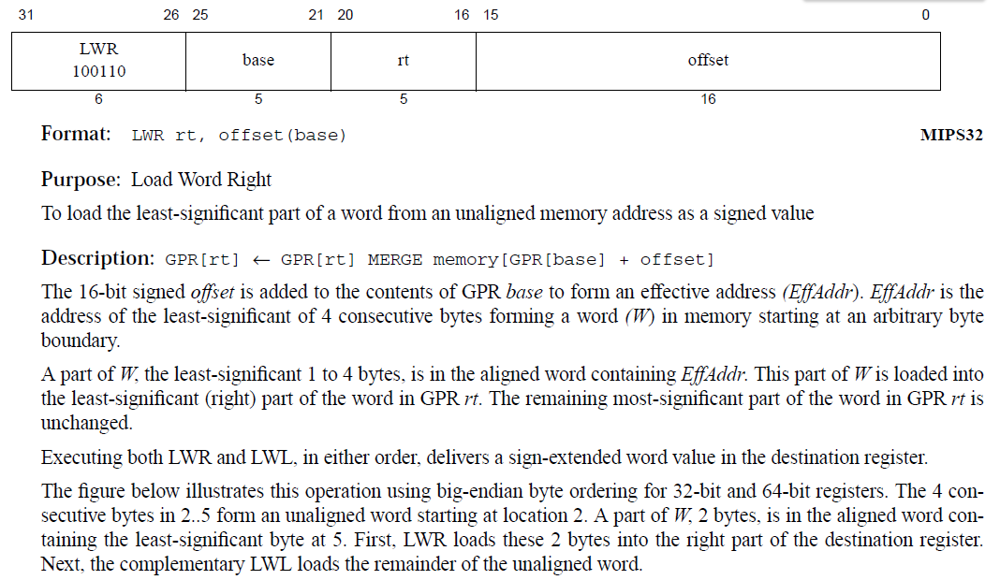 31 26 25 21 20 16 15 0
LWR
100110
base rt offset
6 5 5 16
Format: LWR rt, offset(base) MIPS32
Purpose: Load Word Right
To load the least-significant part of a word from an unaligned memory address as a signed value
Description: GPR[rt] ← GPR[rt] MERGE memory[GPR[base] + offset]
The 16-bit signed offset is added to the contents of GPR base to form an effective address (EffAddr). EffAddr is the
address of the least-significant of 4 consecutive bytes forming a word (W) in memory starting at an arbitrary byte
boundary.
A part of W, the least-significant 1 to 4 bytes, is in the aligned word containing EffAddr. This part of W is loaded into
the least-significant (right) part of the word in GPR rt. The remaining most-significant part of the word in GPR rt is
unchanged.
Executing both LWR and LWL, in either order, delivers a sign-extended word value in the destination register.
The figure below illustrates this operation using big-endian byte ordering for 32-bit and 64-bit registers. The 4 con-
secutive bytes in 2..5 form an unaligned word starting at location 2. A part of W, 2 bytes, is in the aligned word con-
taining the least-significant byte at 5. First, LWR loads these 2 bytes into the right part of the destination register.
Next, the complementary LWL loads the remainder of the unaligned word.